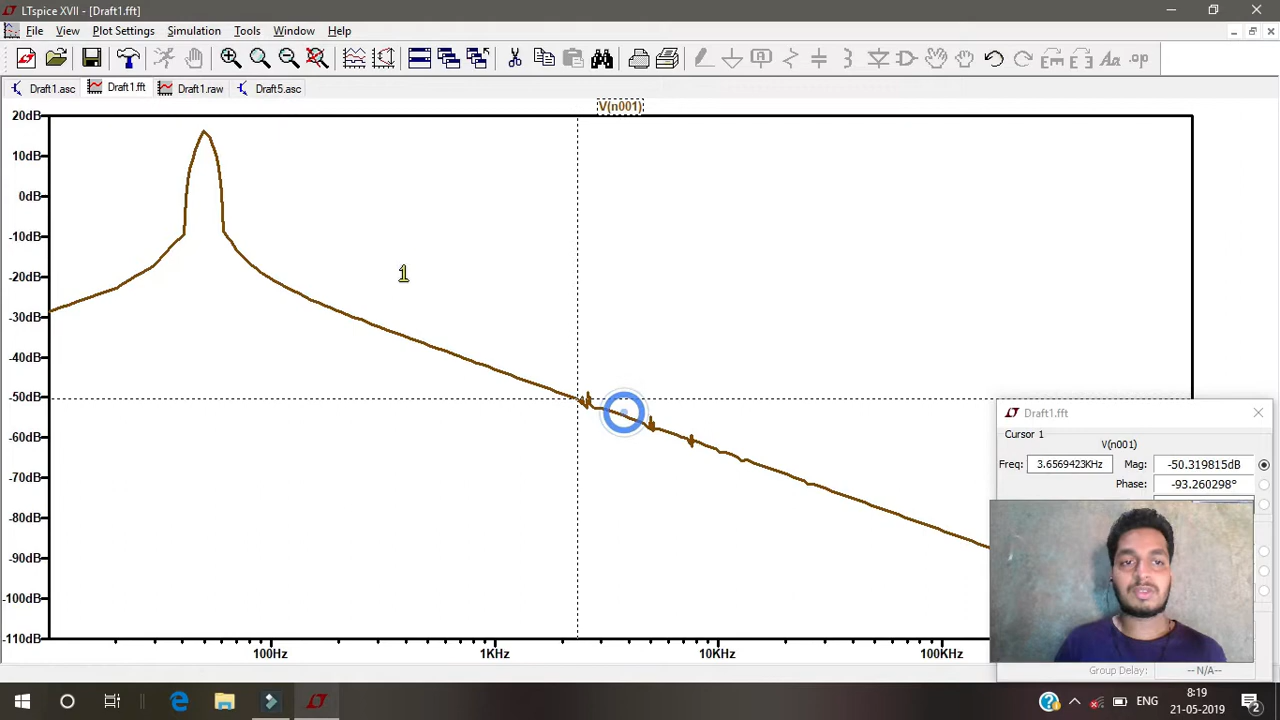 LTspice XVII - [Draft1.fft]
File View Plot Settings Simulation Tools Window Help
Draft1.asc Draft1.fft Draft1.raw Draft5.asc
V(n001)
20dB
10dB
0dB
-10dB
-20dB
-30dB
-40dB
-50dB
-60dB
-70dB
-80dB
-90dB
-100dB
-110dB
1
100Hz 1KHz 10KHz 100KHz
Draft1.fft
Cursor 1
V(n001)
Freq: 3.6569423KHz Mag: -50.319815dB
Phase: -93.260298°
Group Delay: -- N/A--
Aa .op
ENG
8:19
21-05-2019
2